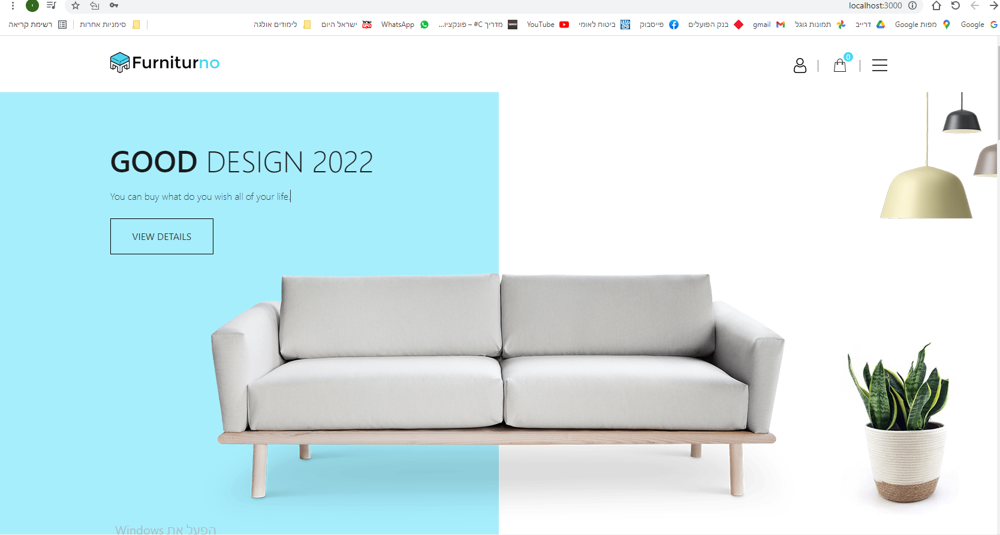 localhost:3000
Google
מפות Google
דרייב
תמונות גוגל
gmail
בנק הפועלים
פייסבוק
ביטוח לאומי
YouTube
מדריך C# – פונקציו...
WhatsApp
ישראל היום
לימודים אולגה
סימניות אחרות
רשימת קריאה
Furniturno
0
GOOD DESIGN 2022
You can buy what do you wish all of your life.
VIEW DETAILS
הפעל את Windows